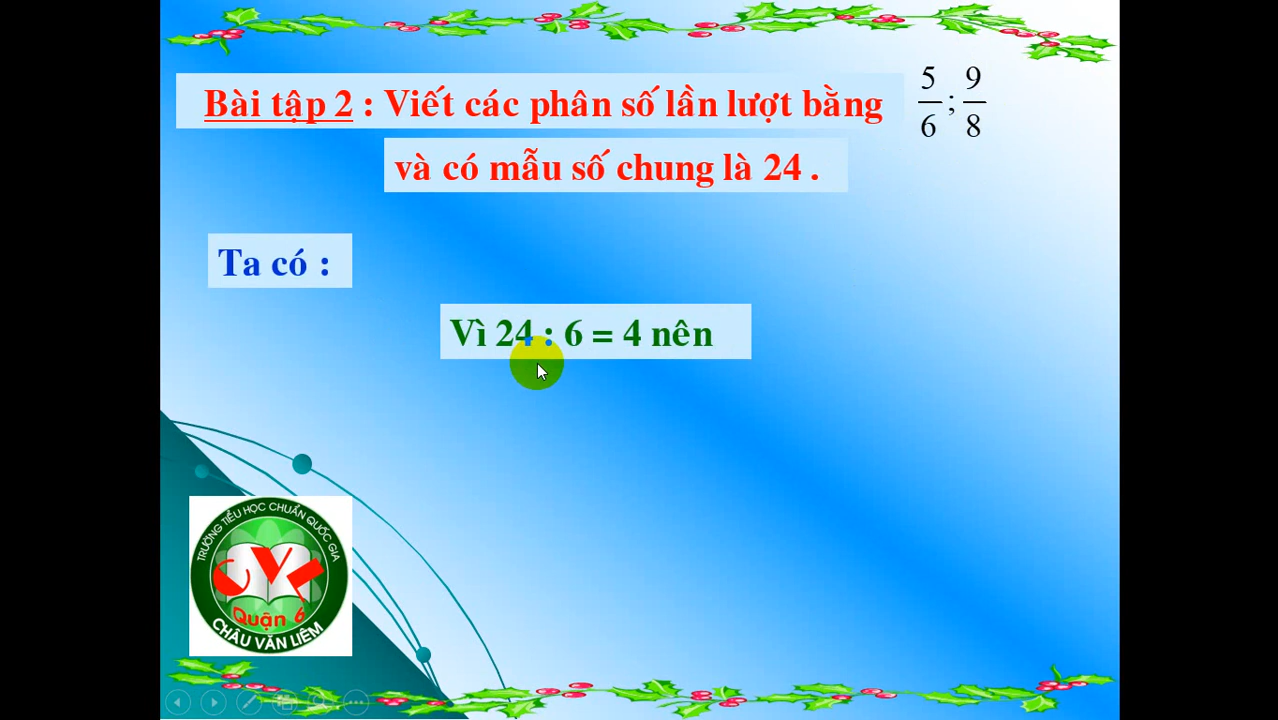 Bài tập 2 : Viết các phân số lần lượt bằng 5/6 ; 9/8
và có mẫu số chung là 24 .
Ta có :
Vì 24 : 6 = 4 nên
TRƯỜNG TIỂU HỌC CHUẨN QUỐC GIA
CVL
Quận 6
CHÂU VĂN LIÊM